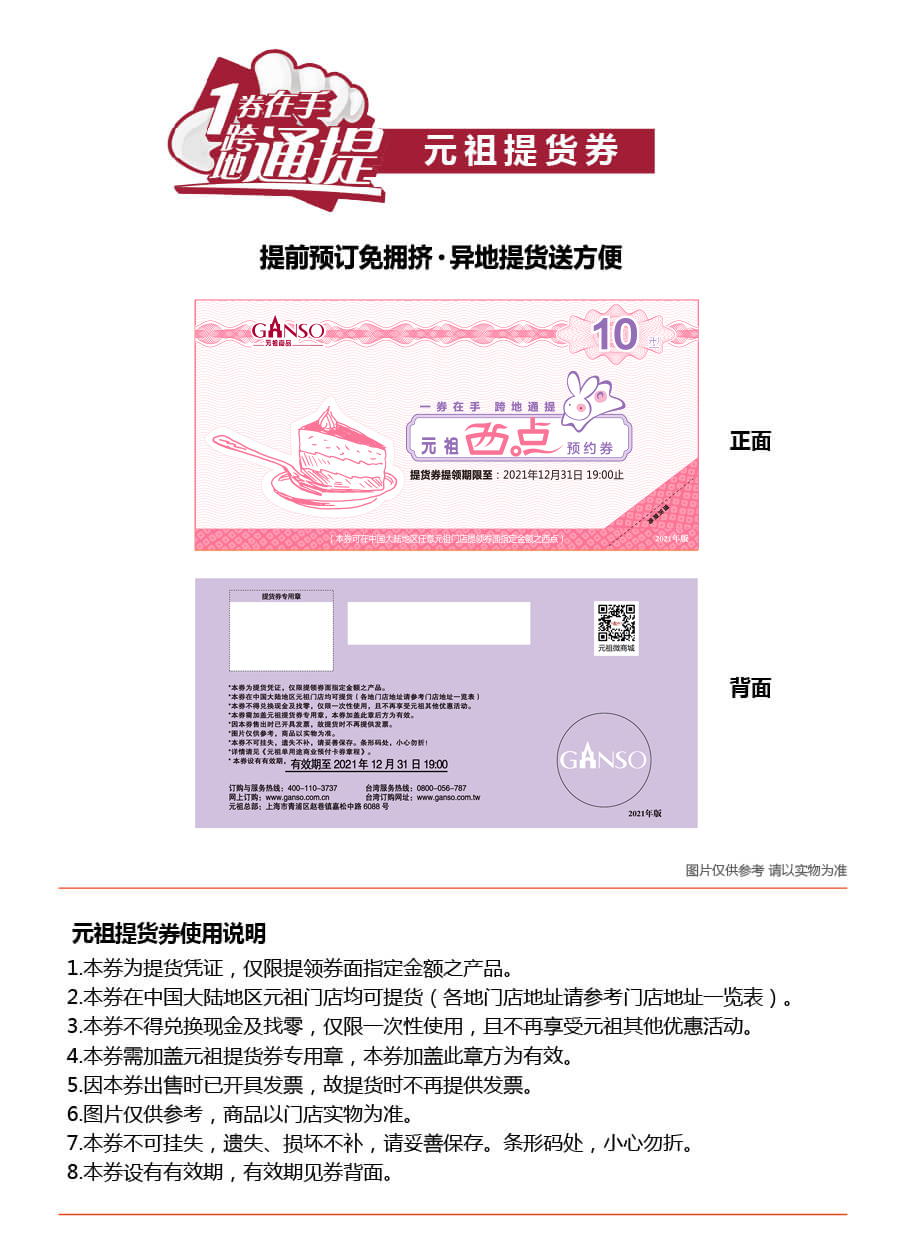 1券在手
跨地通提
元祖提货券
提前预订免拥挤·异地提货送方便
GANSO
元祖食品
10
元
一券在手 跨地通提
元祖西点预约券
提货券提领期限至：2021年12月31日 19:00止
（本券可在中国大陆地区任意元祖门店提领券面指定金额之西点）
2021年版
正面
提货券专用章
元祖微商城
*本券为提货凭证，仅限提领券面指定金额之产品。
*本券在中国大陆地区元祖门店均可提货（各地门店地址请参考门店地址一览表）
*本券不得兑换现金及找零，仅限一次性使用，且不再享受元祖其他优惠活动。
*本券需加盖元祖提货券专用章，本券加盖此章后方为有效。
*因本券售出时已开具发票，故提货时不再提供发票。
*图片仅供参考，商品以实物为准。
*本券不可挂失，遗失不补，请妥善保存。条形码处，小心勿折！
*详情请见《元祖单用途商业预付卡券章程》。
*本券设有有效期，有效期至 2021 年 12 月 31 日 19:00
订购与服务热线：400-110-3737 台湾服务热线：0800-056-787
网上订购：www.ganso.com.cn 台湾订购网址：www.ganso.com.tw
元祖总部：上海市青浦区赵巷镇嘉松中路 6088 号
GANSO
2021年版
背面
图片仅供参考 请以实物为准
元祖提货券使用说明
1.本券为提货凭证，仅限提领券面指定金额之产品。
2.本券在中国大陆地区元祖门店均可提货（各地门店地址请参考门店地址一览表）。
3.本券不得兑换现金及找零，仅限一次性使用，且不再享受元祖其他优惠活动。
4.本券需加盖元祖提货券专用章，本券加盖此章方为有效。
5.因本券出售时已开具发票，故提货时不再提供发票。
6.图片仅供参考，商品以门店实物为准。
7.本券不可挂失，遗失、损坏不补，请妥善保存。条形码处，小心勿折。
8.本券设有有效期，有效期见券背面。